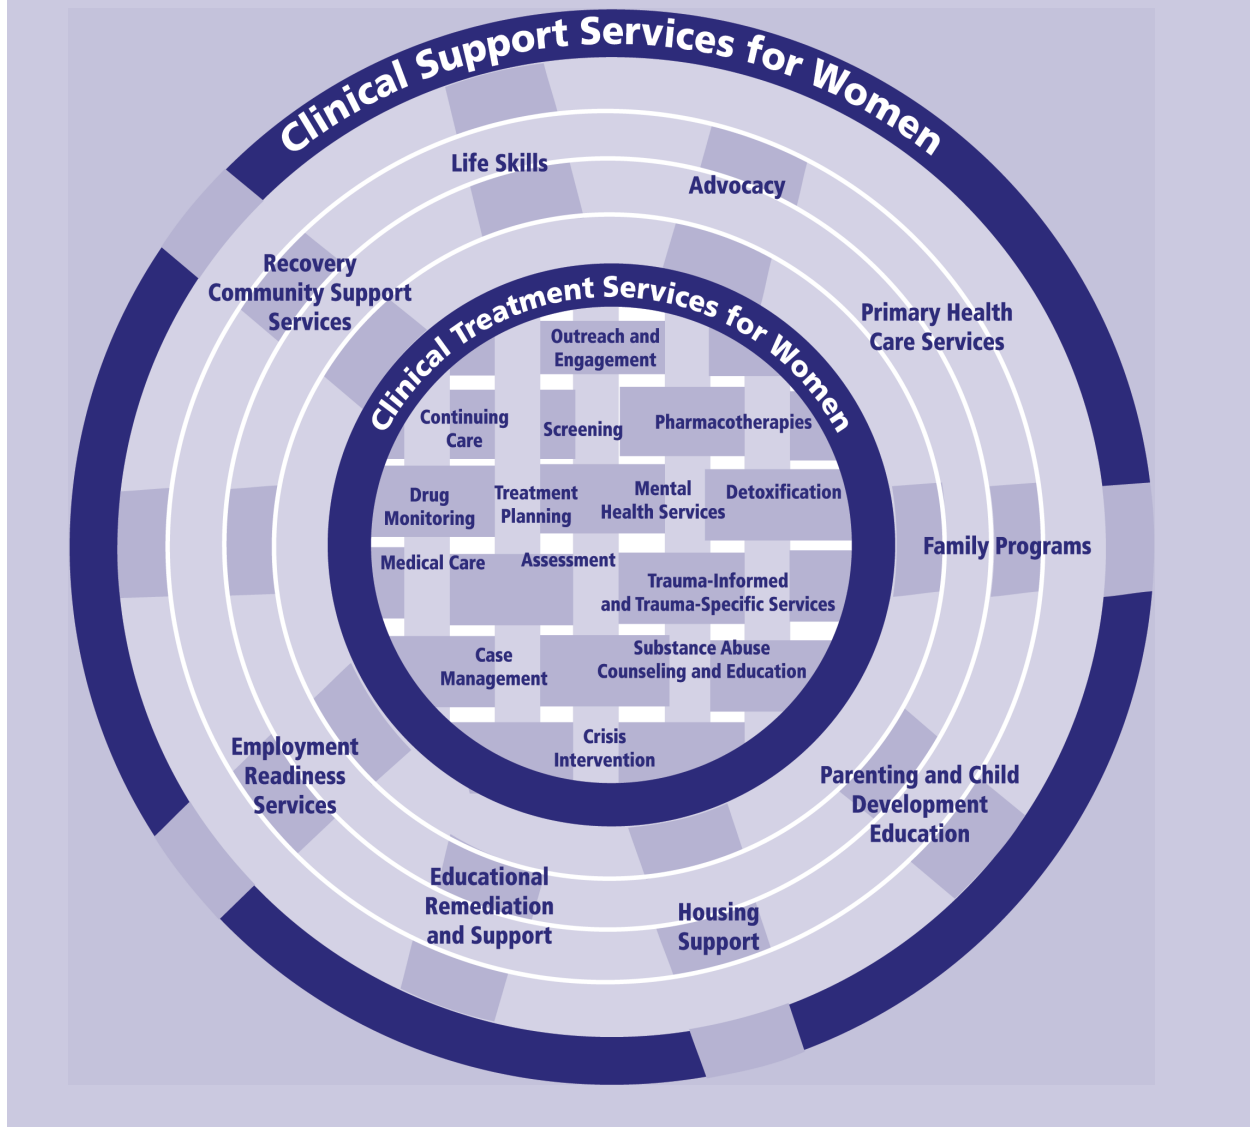 Clinical Support Services for Women
Life Skills
Advocacy
Recovery
Community Support
Services
Primary Health
Care Services
Family Programs
Employment
Readiness
Services
Parenting and Child
Development
Education
Educational
Remediation
and Support
Housing
Support
Clinical Treatment Services for Women
Outreach and
Engagement
Continuing
Care
Screening
Pharmacotherapies
Drug
Monitoring
Treatment
Planning
Mental
Health Services
Detoxification
Medical Care
Assessment
Trauma-Informed
and Trauma-Specific Services
Case
Management
Substance Abuse
Counseling and Education
Crisis
Intervention